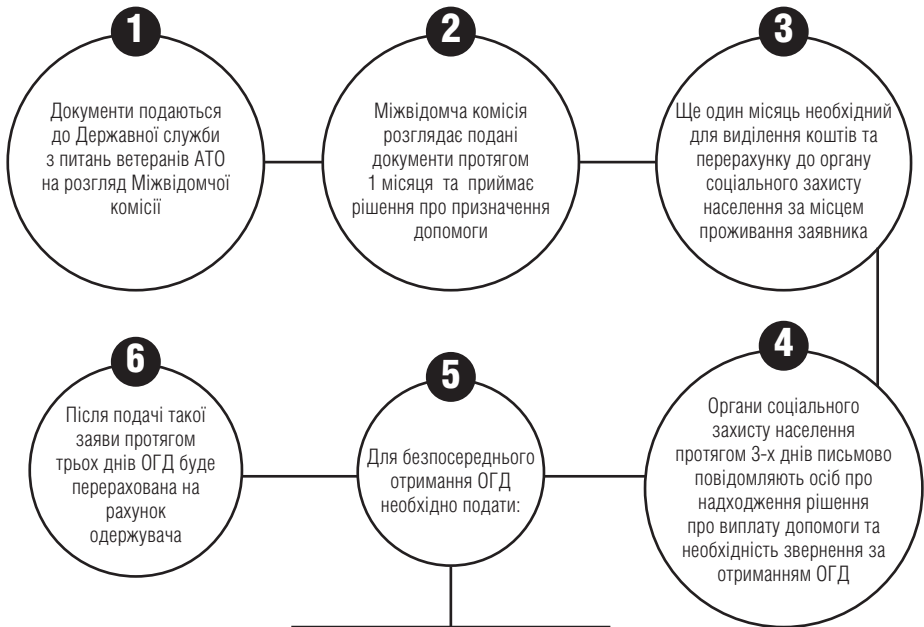 1
Документи подаються
до Державної служби
з питань ветеранів АТО
на розгляд Міжвідомчої
комісії
2
Міжвідомча комісія
розглядає подані
документи протягом
1 місяця та приймає
рішення про призначення
допомоги
3
Ще один місяць необхідний
для виділення коштів та
перерахунку до органу
соціального захисту
населення за місцем
проживання заявника
4
Органи соціального
захисту населення
протягом 3-х днів письмово
повідомляють осіб про
надходження рішення
про виплату допомоги та
необхідність звернення за
отриманням ОГД
5
Для безпосереднього
отримання ОГД
необхідно подати:
6
Після подачі такої
заяви протягом
трьох днів ОГД буде
перерахована на
рахунок
одержувача